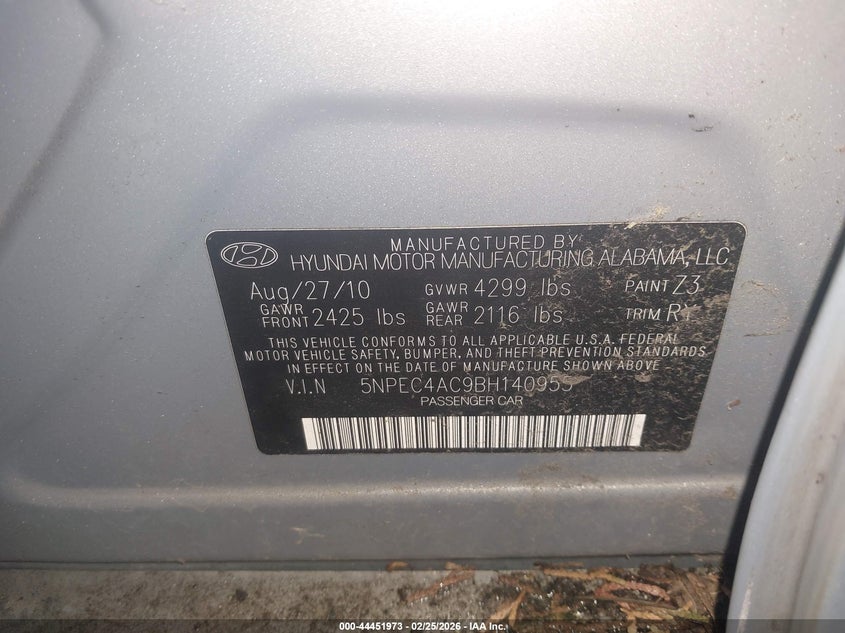 MANUFACTURED BY
HYUNDAI MOTOR MANUFACTURING ALABAMA, LLC
Aug/27/10 GVWR 4299 lbs PAINT Z3
GAWR FRONT 2425 lbs GAWR REAR 2116 lbs TRIM RY
THIS VEHICLE CONFORMS TO ALL APPLICABLE U.S.A. FEDERAL
MOTOR VEHICLE SAFETY, BUMPER, AND THEFT PREVENTION STANDARDS
IN EFFECT ON THE DATE OF MANUFACTURE SHOWN ABOVE
V.I.N 5NPEC4AC9BH140955
PASSENGER CAR
000-44451973 - 02/25/2026 - IAA Inc.